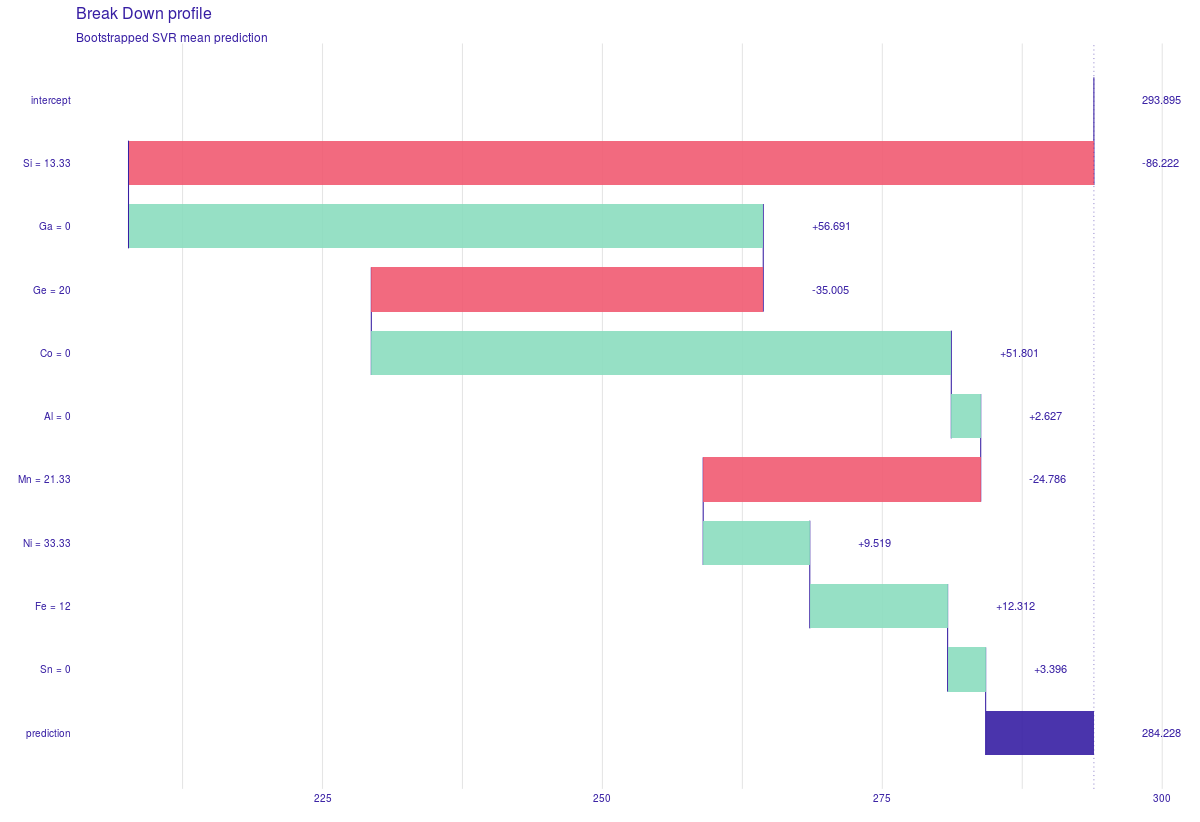 Break Down profile
Bootstrapped SVR mean prediction
intercept 293.895
Si = 13.33 -86.222
Ga = 0 +56.691
Ge = 20 -35.005
Co = 0 +51.801
Al = 0 +2.627
Mn = 21.33 -24.786
Ni = 33.33 +9.519
Fe = 12 +12.312
Sn = 0 +3.396
prediction 284.228
225 250 275 300